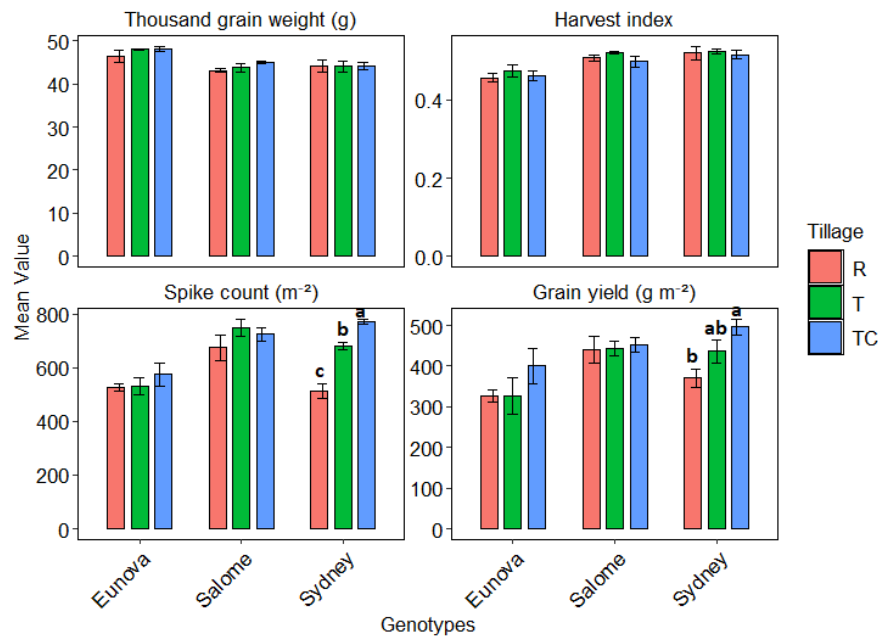 Thousand grain weight (g)
Harvest index
50
40
30
20
10
0
0.4
0.2
0.0
Mean Value
Spike count (m⁻²)
Grain yield (g m⁻²)
800
600
400
200
0
c
b
a
500
400
300
200
100
0
b
ab
a
Eunova
Salome
Sydney
Eunova
Salome
Sydney
Genotypes
Tillage
R
T
TC